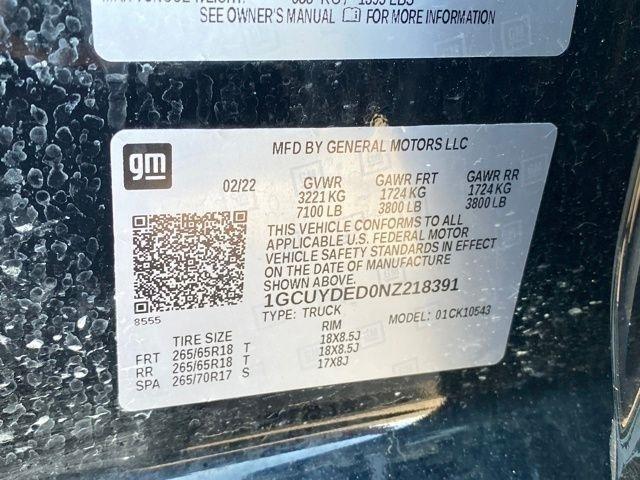 SEE OWNER'S MANUAL FOR MORE INFORMATION
gm
MFD BY GENERAL MOTORS LLC
02/22 GVWR GAWR FRT GAWR RR
3221 KG 1724 KG 1724 KG
7100 LB 3800 LB 3800 LB
THIS VEHICLE CONFORMS TO ALL
APPLICABLE U.S. FEDERAL MOTOR
VEHICLE SAFETY STANDARDS IN EFFECT
ON THE DATE OF MANUFACTURE
SHOWN ABOVE.
1GCUYDED0NZ218391
8555
TYPE: TRUCK MODEL: 01CK10543
TIRE SIZE RIM
FRT 265/65R18 T 18X8.5J
RR 265/65R18 T 18X8.5J
SPA 265/70R17 S 17X8J